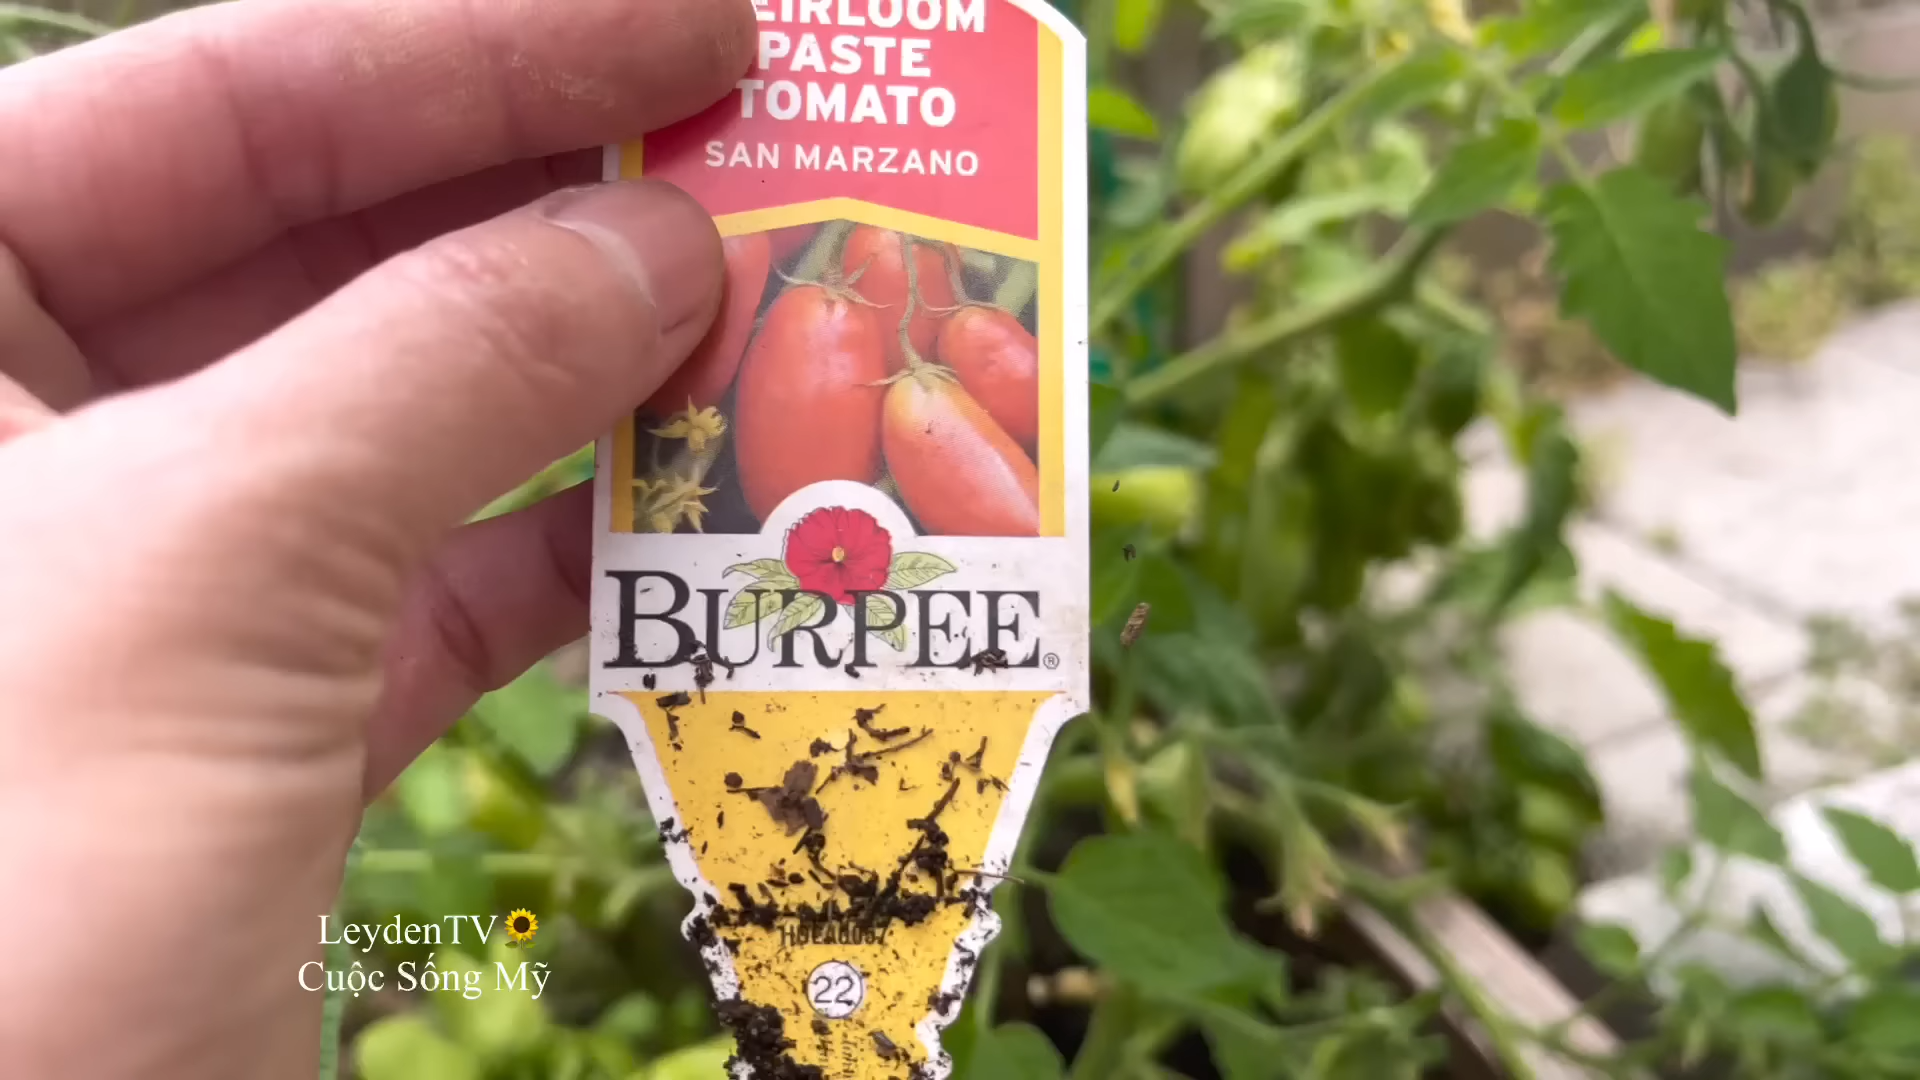 EIRLOOM
PASTE
TOMATO
SAN MARZANO
BURPEE®
22
LeydenTV🌻
Cuộc Sống Mỹ